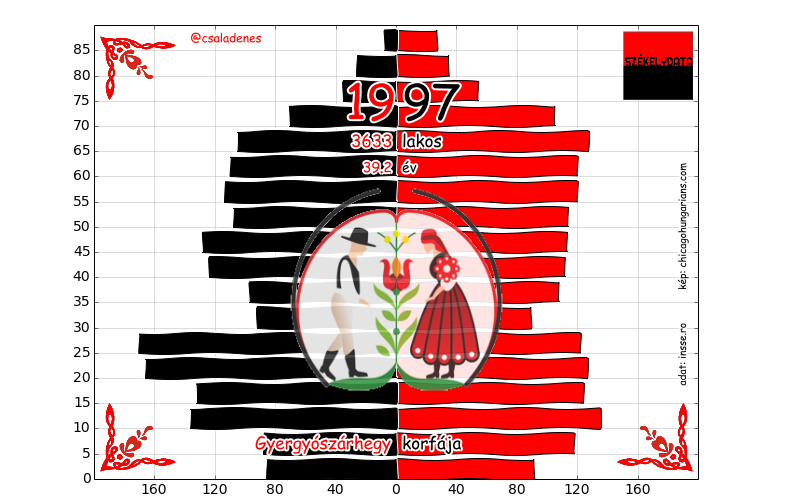 @csaladenes
SZÉKELYDATA
1997
3633 lakos
39.2 év
kép: chicagohungarians.com
adat: insse.ro
Gyergyószárhegy korfája
85
80
75
70
65
60
55
50
45
40
35
30
25
20
15
10
5
0
160 120 80 40 0 40 80 120 160